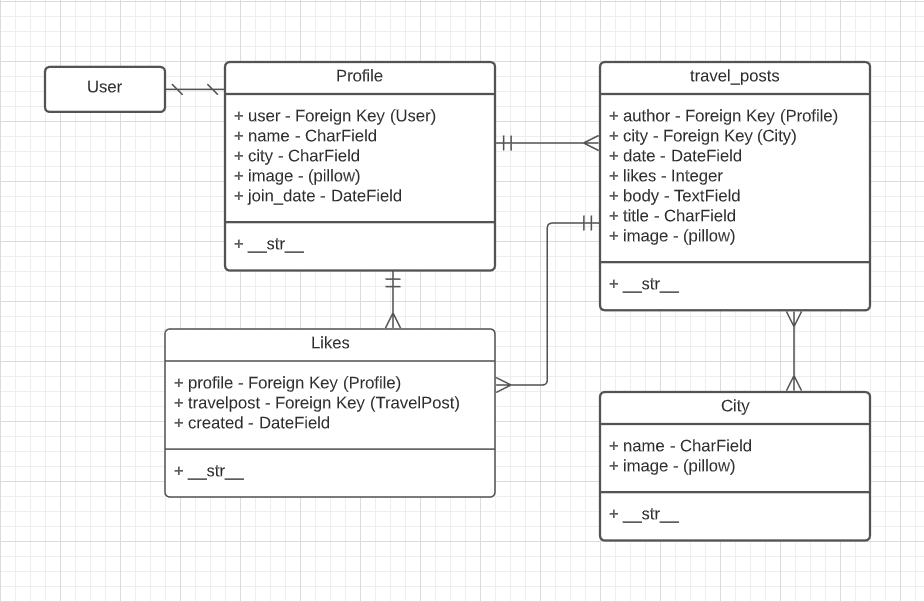 User
Profile
+ user - Foreign Key (User)
+ name - CharField
+ city - CharField
+ image - (pillow)
+ join_date - DateField
+ __str__
travel_posts
+ author - Foreign Key (Profile)
+ city - Foreign Key (City)
+ date - DateField
+ likes - Integer
+ body - TextField
+ title - CharField
+ image - (pillow)
+ __str__
Likes
+ profile - Foreign Key (Profile)
+ travelpost - Foreign Key (TravelPost)
+ created - DateField
+ __str__
City
+ name - CharField
+ image - (pillow)
+ __str__